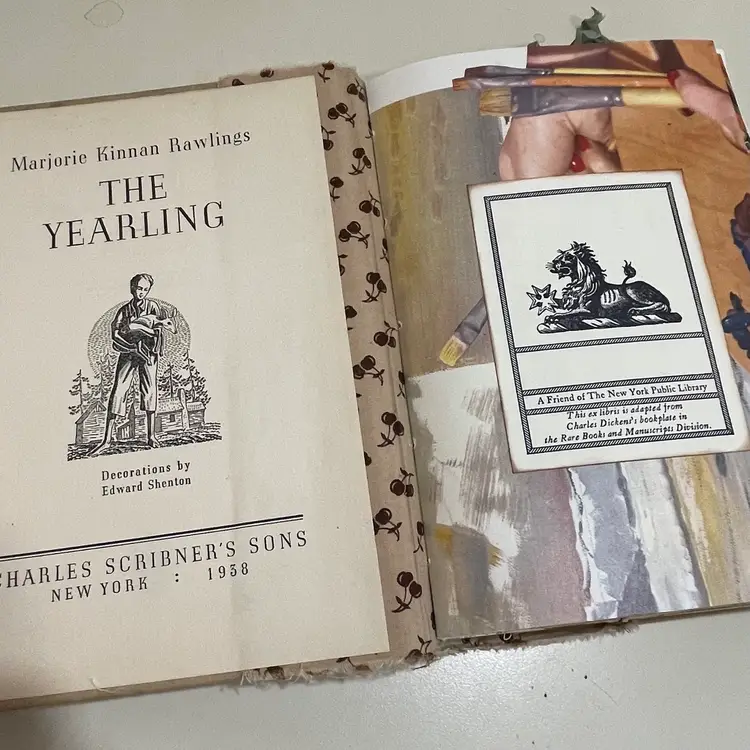 Marjorie Kinnan Rawlings
THE
YEARLING
Decorations by
Edward Shenton
CHARLES SCRIBNER'S SONS
NEW YORK : 1938
A Friend of The New York Public Library
This ex libris is adapted from
Charles Dickens's bookplate in
the Rare Books and Manuscripts Division.